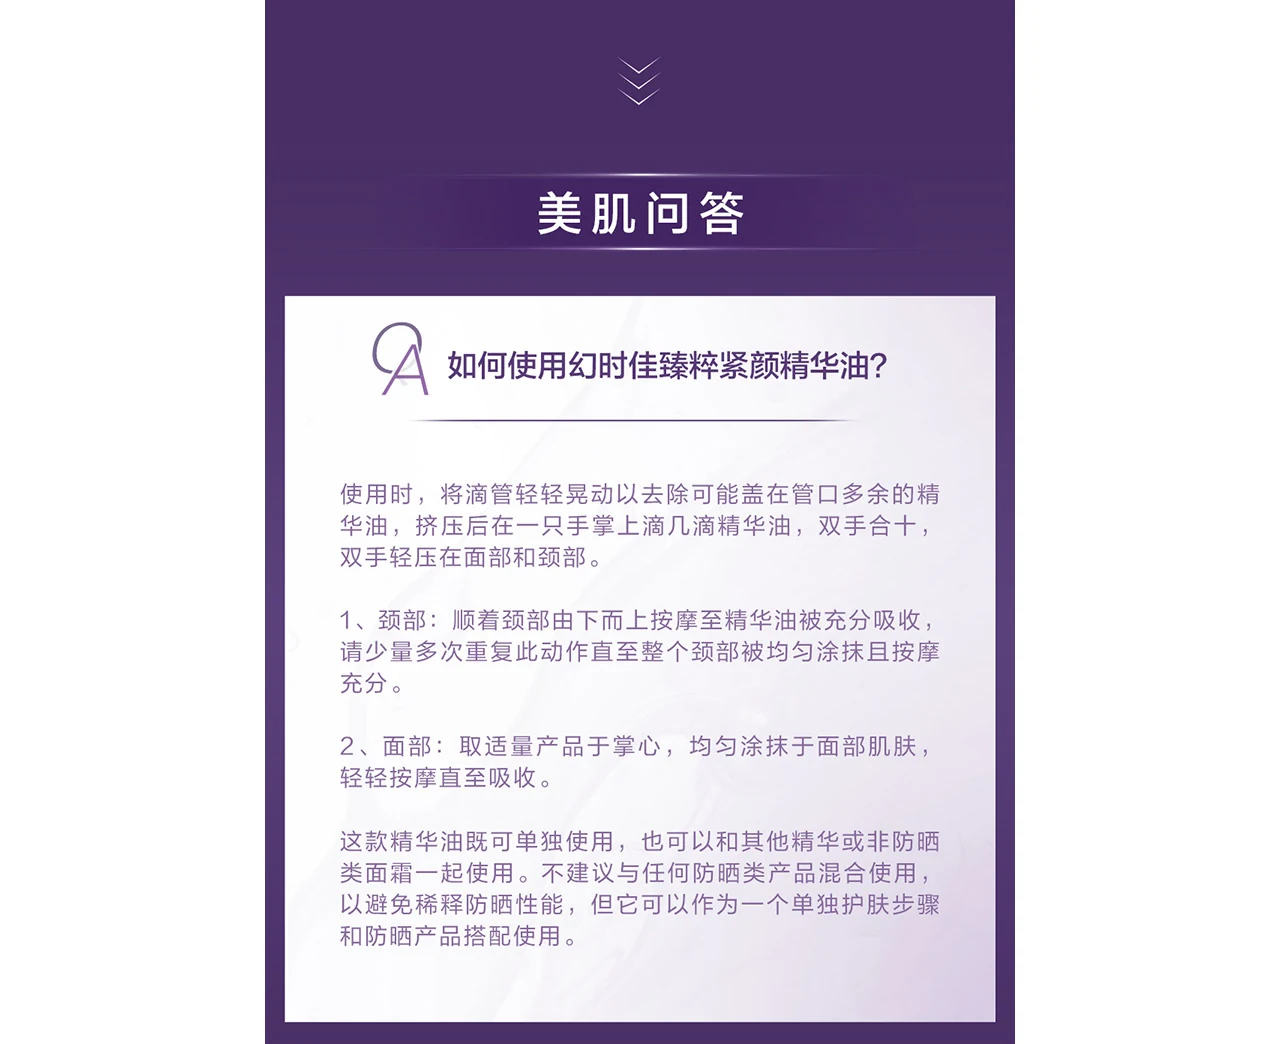 美肌问答
QA 如何使用幻时佳臻粹紧颜精华油?
使用时，将滴管轻轻晃动以去除可能盖在管口多余的精
华油，挤压后在一只手掌上滴几滴精华油，双手合十，
双手轻压在面部和颈部。
1、颈部：顺着颈部由下而上按摩至精华油被充分吸收，
请少量多次重复此动作直至整个颈部被均匀涂抹且按摩
充分。
2、面部：取适量产品于掌心，均匀涂抹于面部肌肤，
轻轻按摩直至吸收。
这款精华油既可单独使用，也可以和其他精华或非防晒
类面霜一起使用。不建议与任何防晒类产品混合使用，
以避免稀释防晒性能，但它可以作为一个单独护肤步骤
和防晒产品搭配使用。